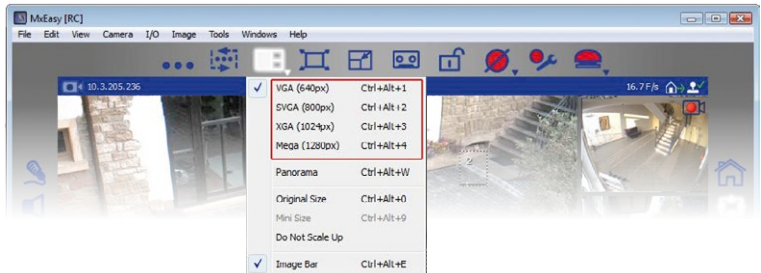 MxEasy [RC]
File Edit View Camera I/O Image Tools Windows Help
10.3.205.236
16.7 F/s
VGA (640px) Ctrl+Alt+1
SVGA (800px) Ctrl+Alt+2
XGA (1024px) Ctrl+Alt+3
Mega (1280px) Ctrl+Alt+4
2
Panorama Ctrl+Alt+W
Original Size Ctrl+Alt+0
Mini Size Ctrl+Alt+9
Do Not Scale Up
Image Bar Ctrl+Alt+E